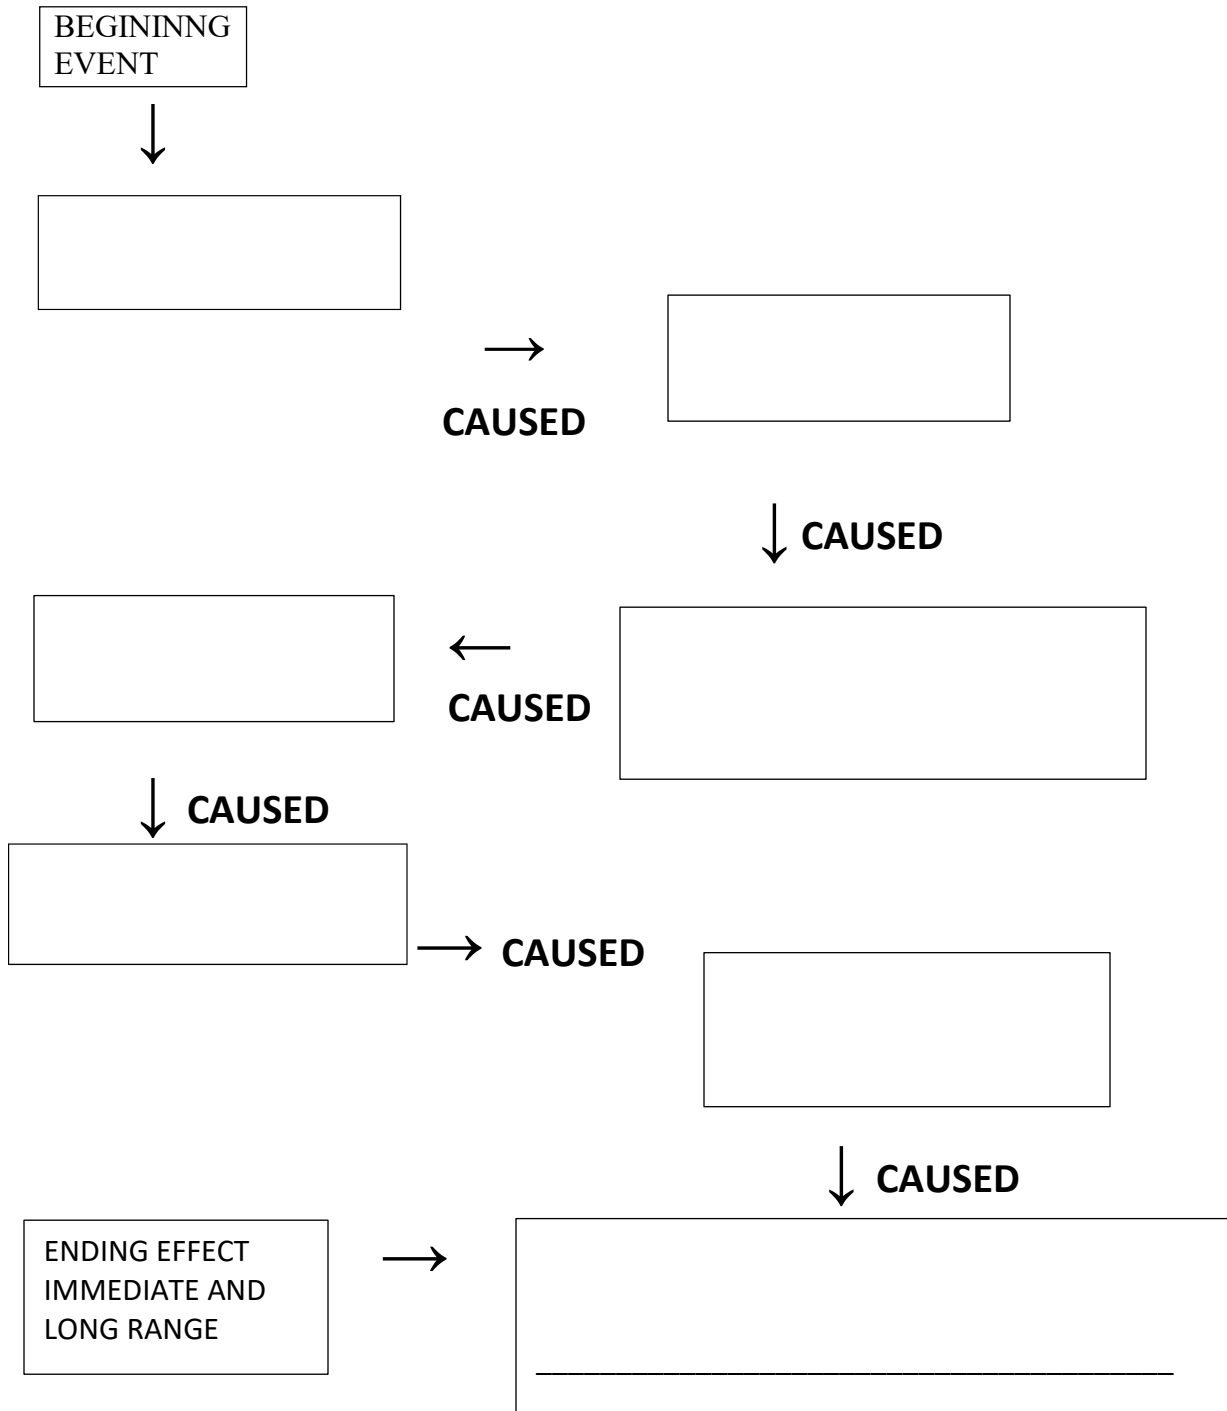 BEGININNG
EVENT
CAUSED
CAUSED
CAUSED
CAUSED
CAUSED
CAUSED
ENDING EFFECT
IMMEDIATE AND
LONG RANGE